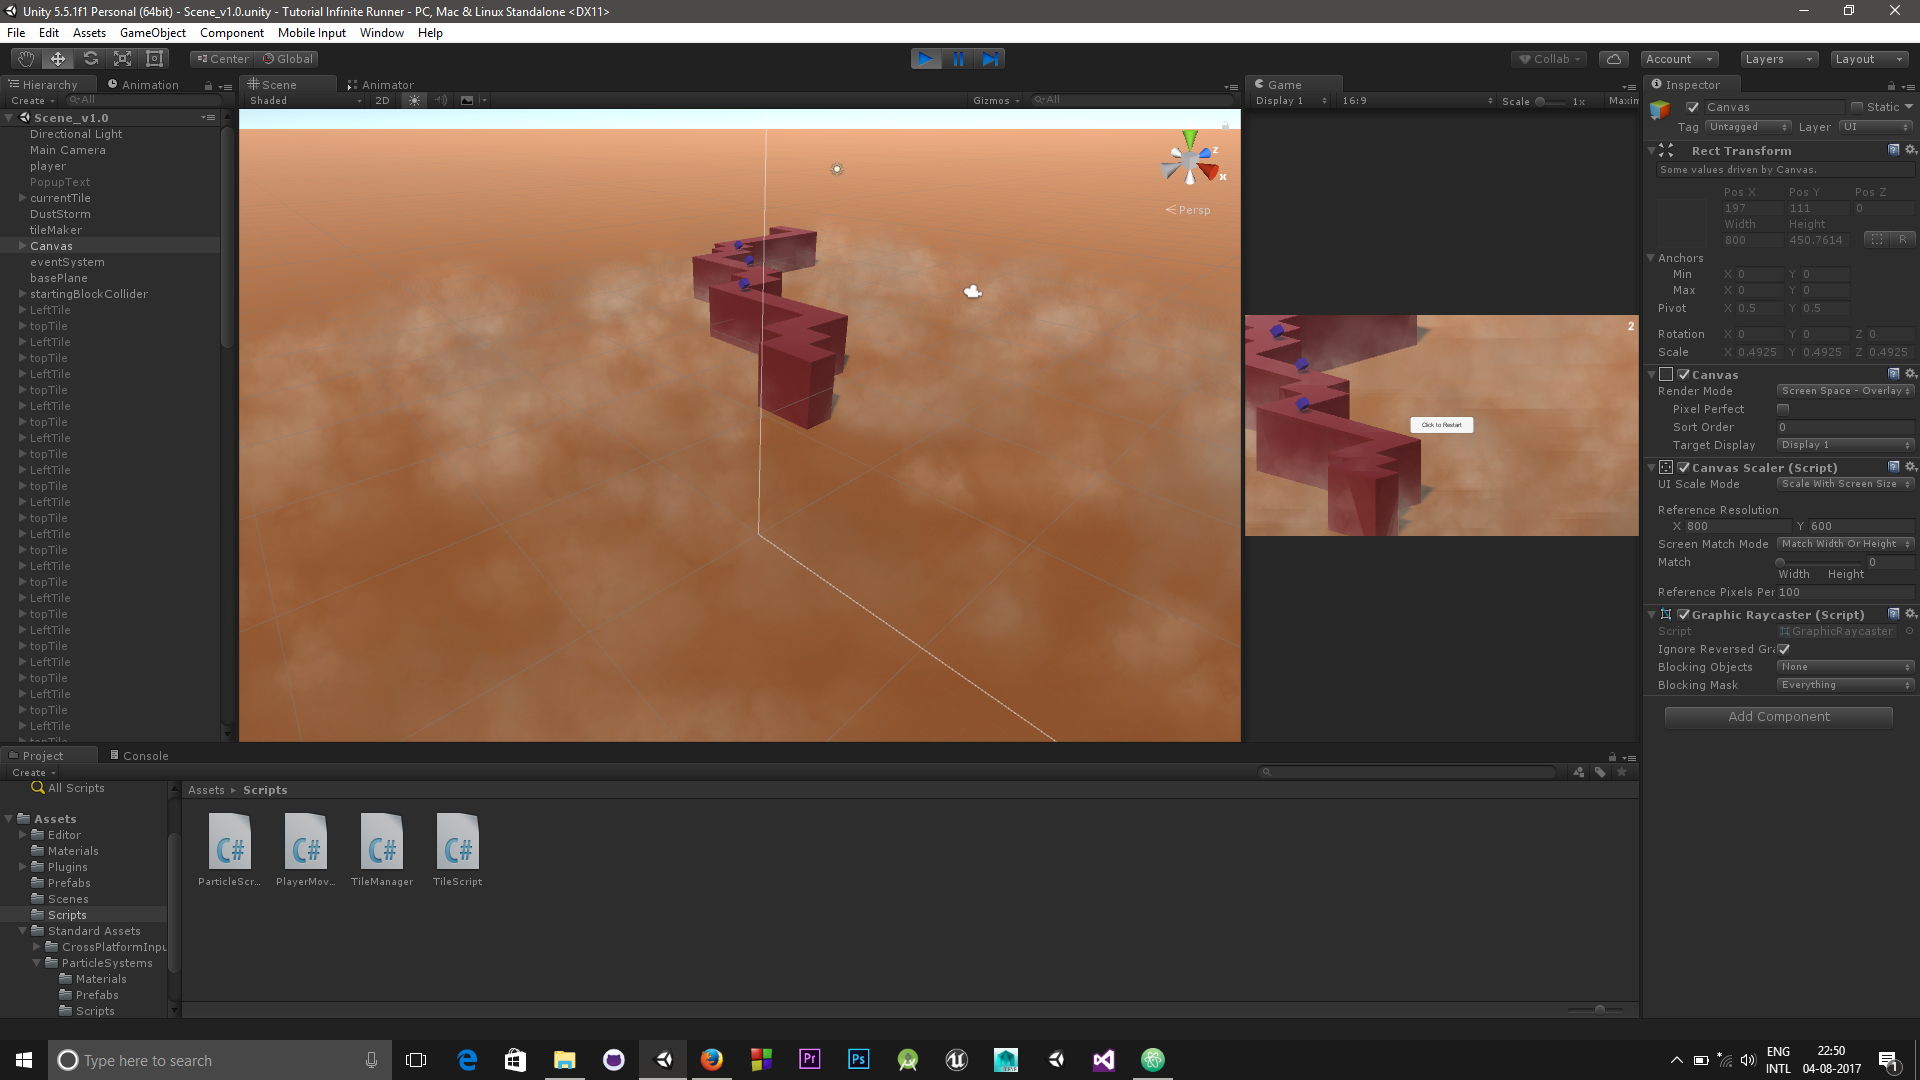 Unity 5.5.1f1 Personal (64bit) - Scene_v1.0.unity - Tutorial Infinite Runner - PC, Mac & Linux Standalone <DX11>
File Edit Assets GameObject Component Mobile Input Window Help
Center Global Collab Account Layers Layout
Hierarchy Animation
Create All
Scene_v1.0
Directional Light
Main Camera
player
PopupText
currentTile
DustStorm
tileMaker
Canvas
eventSystem
basePlane
startingBlockCollider
LeftTile
topTile
LeftTile
topTile
LeftTile
topTile
LeftTile
topTile
LeftTile
topTile
LeftTile
topTile
LeftTile
topTile
LeftTile
topTile
LeftTile
topTile
LeftTile
topTile
LeftTile
topTile
LeftTile
topTile
LeftTile
topTile
LeftTile
topTile
Scene Animator
Shaded 2D Gizmos All
z
x
Persp
Game
Display 1 16:9 Scale 1x Maxim
2
Click to Restart
Inspector
Canvas Static
Tag Untagged Layer UI
Rect Transform
Some values driven by Canvas.
Pos X Pos Y Pos Z
197 111 0
Width Height
800 450.7614 R
Anchors
Min X 0 Y 0
Max X 0 Y 0
Pivot X 0.5 Y 0.5
Rotation X 0 Y 0 Z 0
Scale X 0.4925 Y 0.4925 Z 0.4925
Canvas
Render Mode Screen Space - Overlay
Pixel Perfect
Sort Order 0
Target Display Display 1
Canvas Scaler (Script)
UI Scale Mode Scale With Screen Size
Reference Resolution
X 800 Y 600
Screen Match Mode Match Width Or Height
Match 0
Width Height
Reference Pixels Per 100
Graphic Raycaster (Script)
Script GraphicRaycaster
Ignore Reversed Gra
Blocking Objects None
Blocking Mask Everything
Add Component
Project Console
Create
All Scripts
Assets
Editor
Materials
Plugins
Prefabs
Scenes
Scripts
Standard Assets
CrossPlatformInpu
ParticleSystems
Materials
Prefabs
Scripts
Assets Scripts
C# C# C# C#
ParticleScr... PlayerMov... TileManager TileScript
Type here to search
Pr Ps
ENG 22:50
INTL 04-08-2017
1